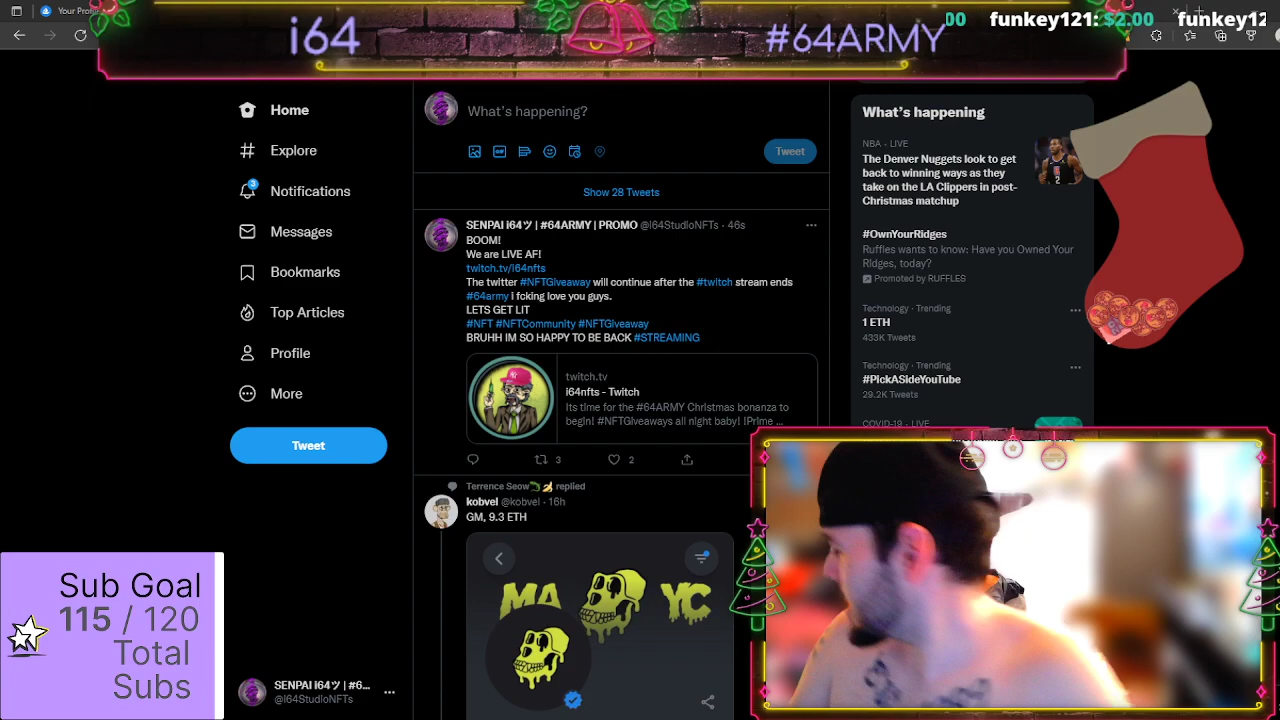 Your Profi
i64
#64ARMY
.00 funkey121: $2.00 funkey12
Home
Explore
3
Notifications
Messages
Bookmarks
Top Articles
Profile
More
Tweet
SENPAI i64ツ | #6...
@I64StudioNFTs
Sub Goal
115 / 120
Total
Subs
What's happening?
GIF
Tweet
Show 28 Tweets
SENPAI i64ツ | #64ARMY | PROMO @I64StudioNFTs · 46s
BOOM!
We are LIVE AF!
twitch.tv/i64nfts
The twitter #NFTGiveaway will continue after the #twitch stream ends
#64army i fcking love you guys.
LETS GET LIT
#NFT #NFTCommunity #NFTGiveaway
BRUHH IM SO HAPPY TO BE BACK #STREAMING
twitch.tv
i64nfts - Twitch
Its time for the #64ARMY Christmas bonanza to
begin! #NFTGiveaways all night baby! !Prime ...
3
2
Terrence Seow replied
kobvel @kobvel · 16h
GM, 9.3 ETH
MA YC
What's happening
NBA · LIVE
The Denver Nuggets look to get
back to winning ways as they
take on the LA Clippers in post-
Christmas matchup
#OwnYourRidges
Ruffles wants to know: Have you Owned Your
Ridges, today?
Promoted by RUFFLES
Technology · Trending
1 ETH
433K Tweets
Technology · Trending
#PickASideYouTube
29.2K Tweets
COVID-19 · LIVE